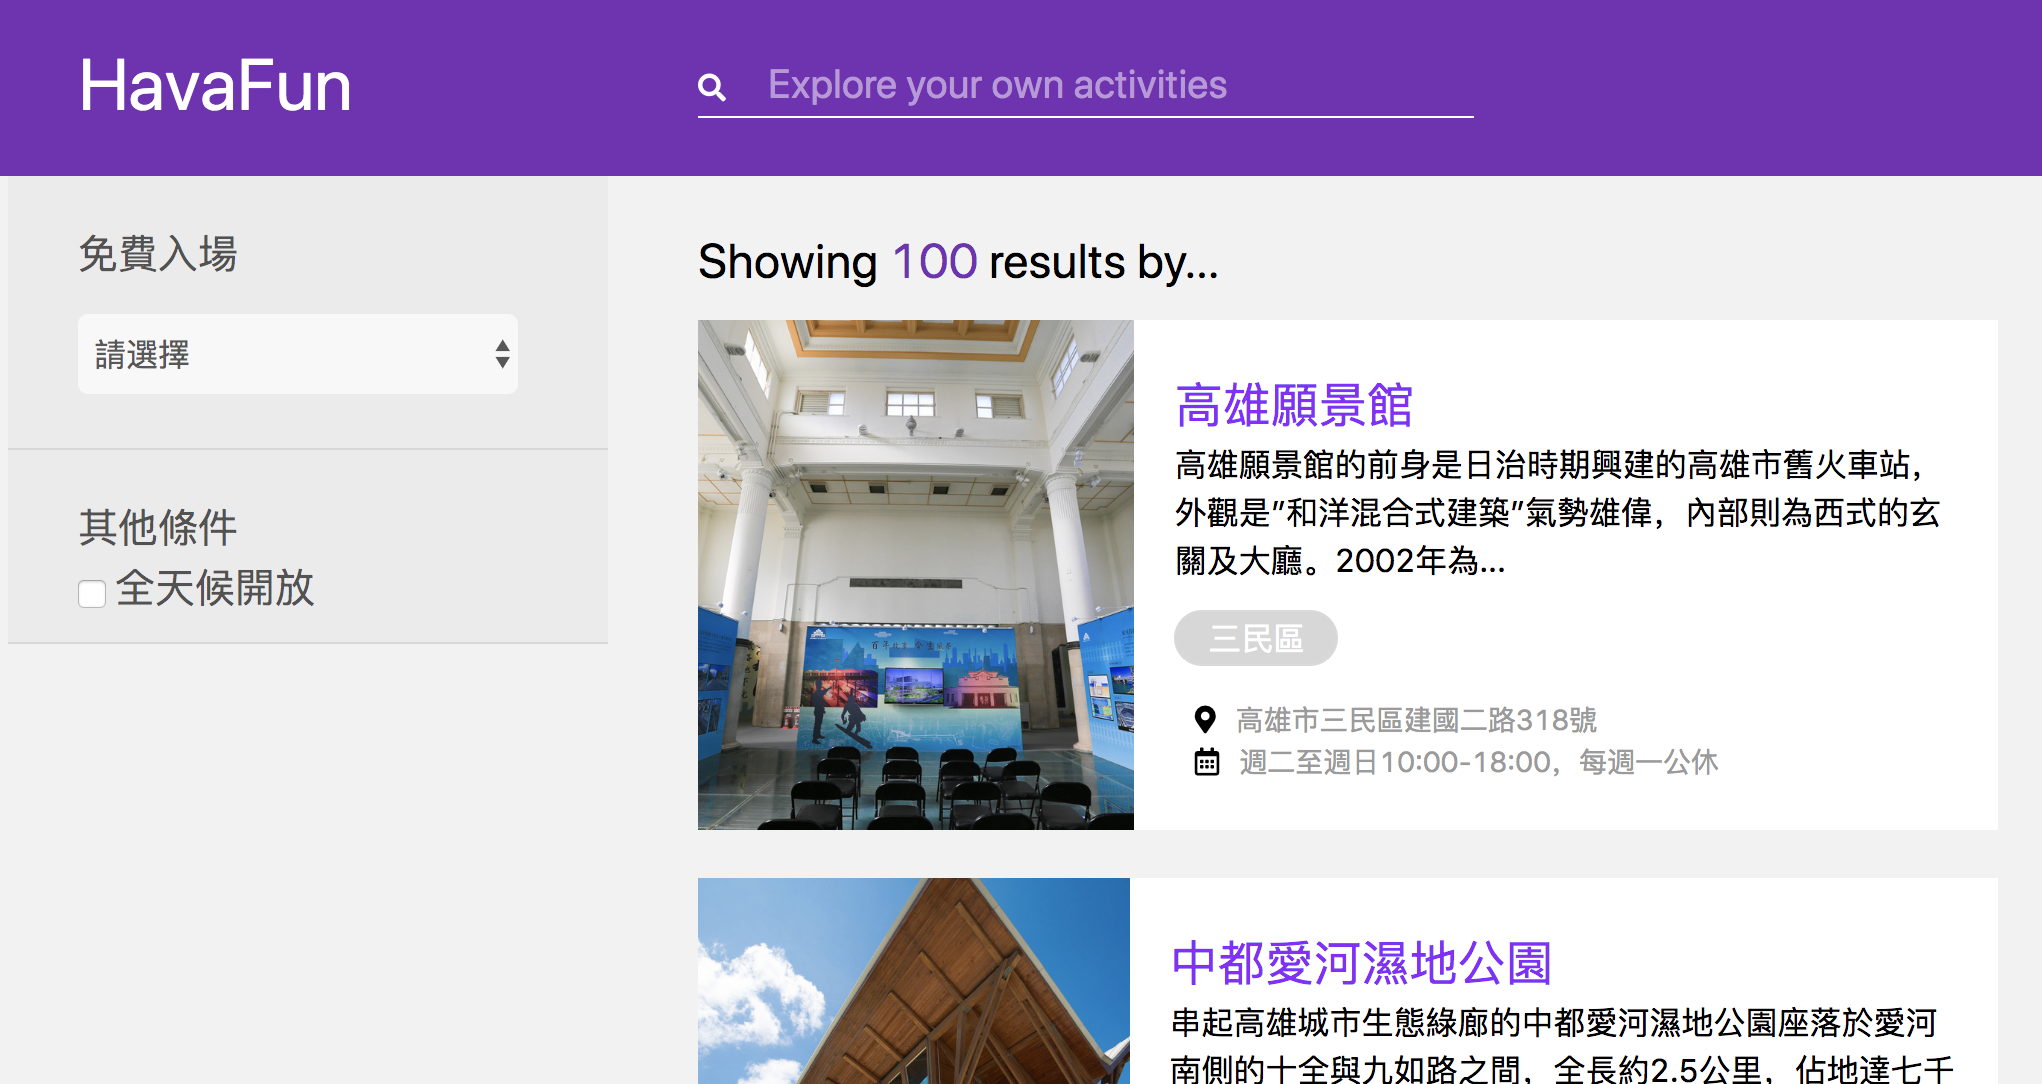 HavaFun
Explore your own activities
免費入場
請選擇
其他條件
全天候開放
Showing 100 results by...
高雄願景館
高雄願景館的前身是日治時期興建的高雄市舊火車站，
外觀是"和洋混合式建築"氣勢雄偉，內部則為西式的玄
關及大廳。2002年為...
三民區
高雄市三民區建國二路318號
週二至週日10:00-18:00，每週一公休
中都愛河濕地公園
串起高雄城市生態綠廊的中都愛河濕地公園座落於愛河
南側的十全與九如路之間，全長約2.5公里，佔地達七千